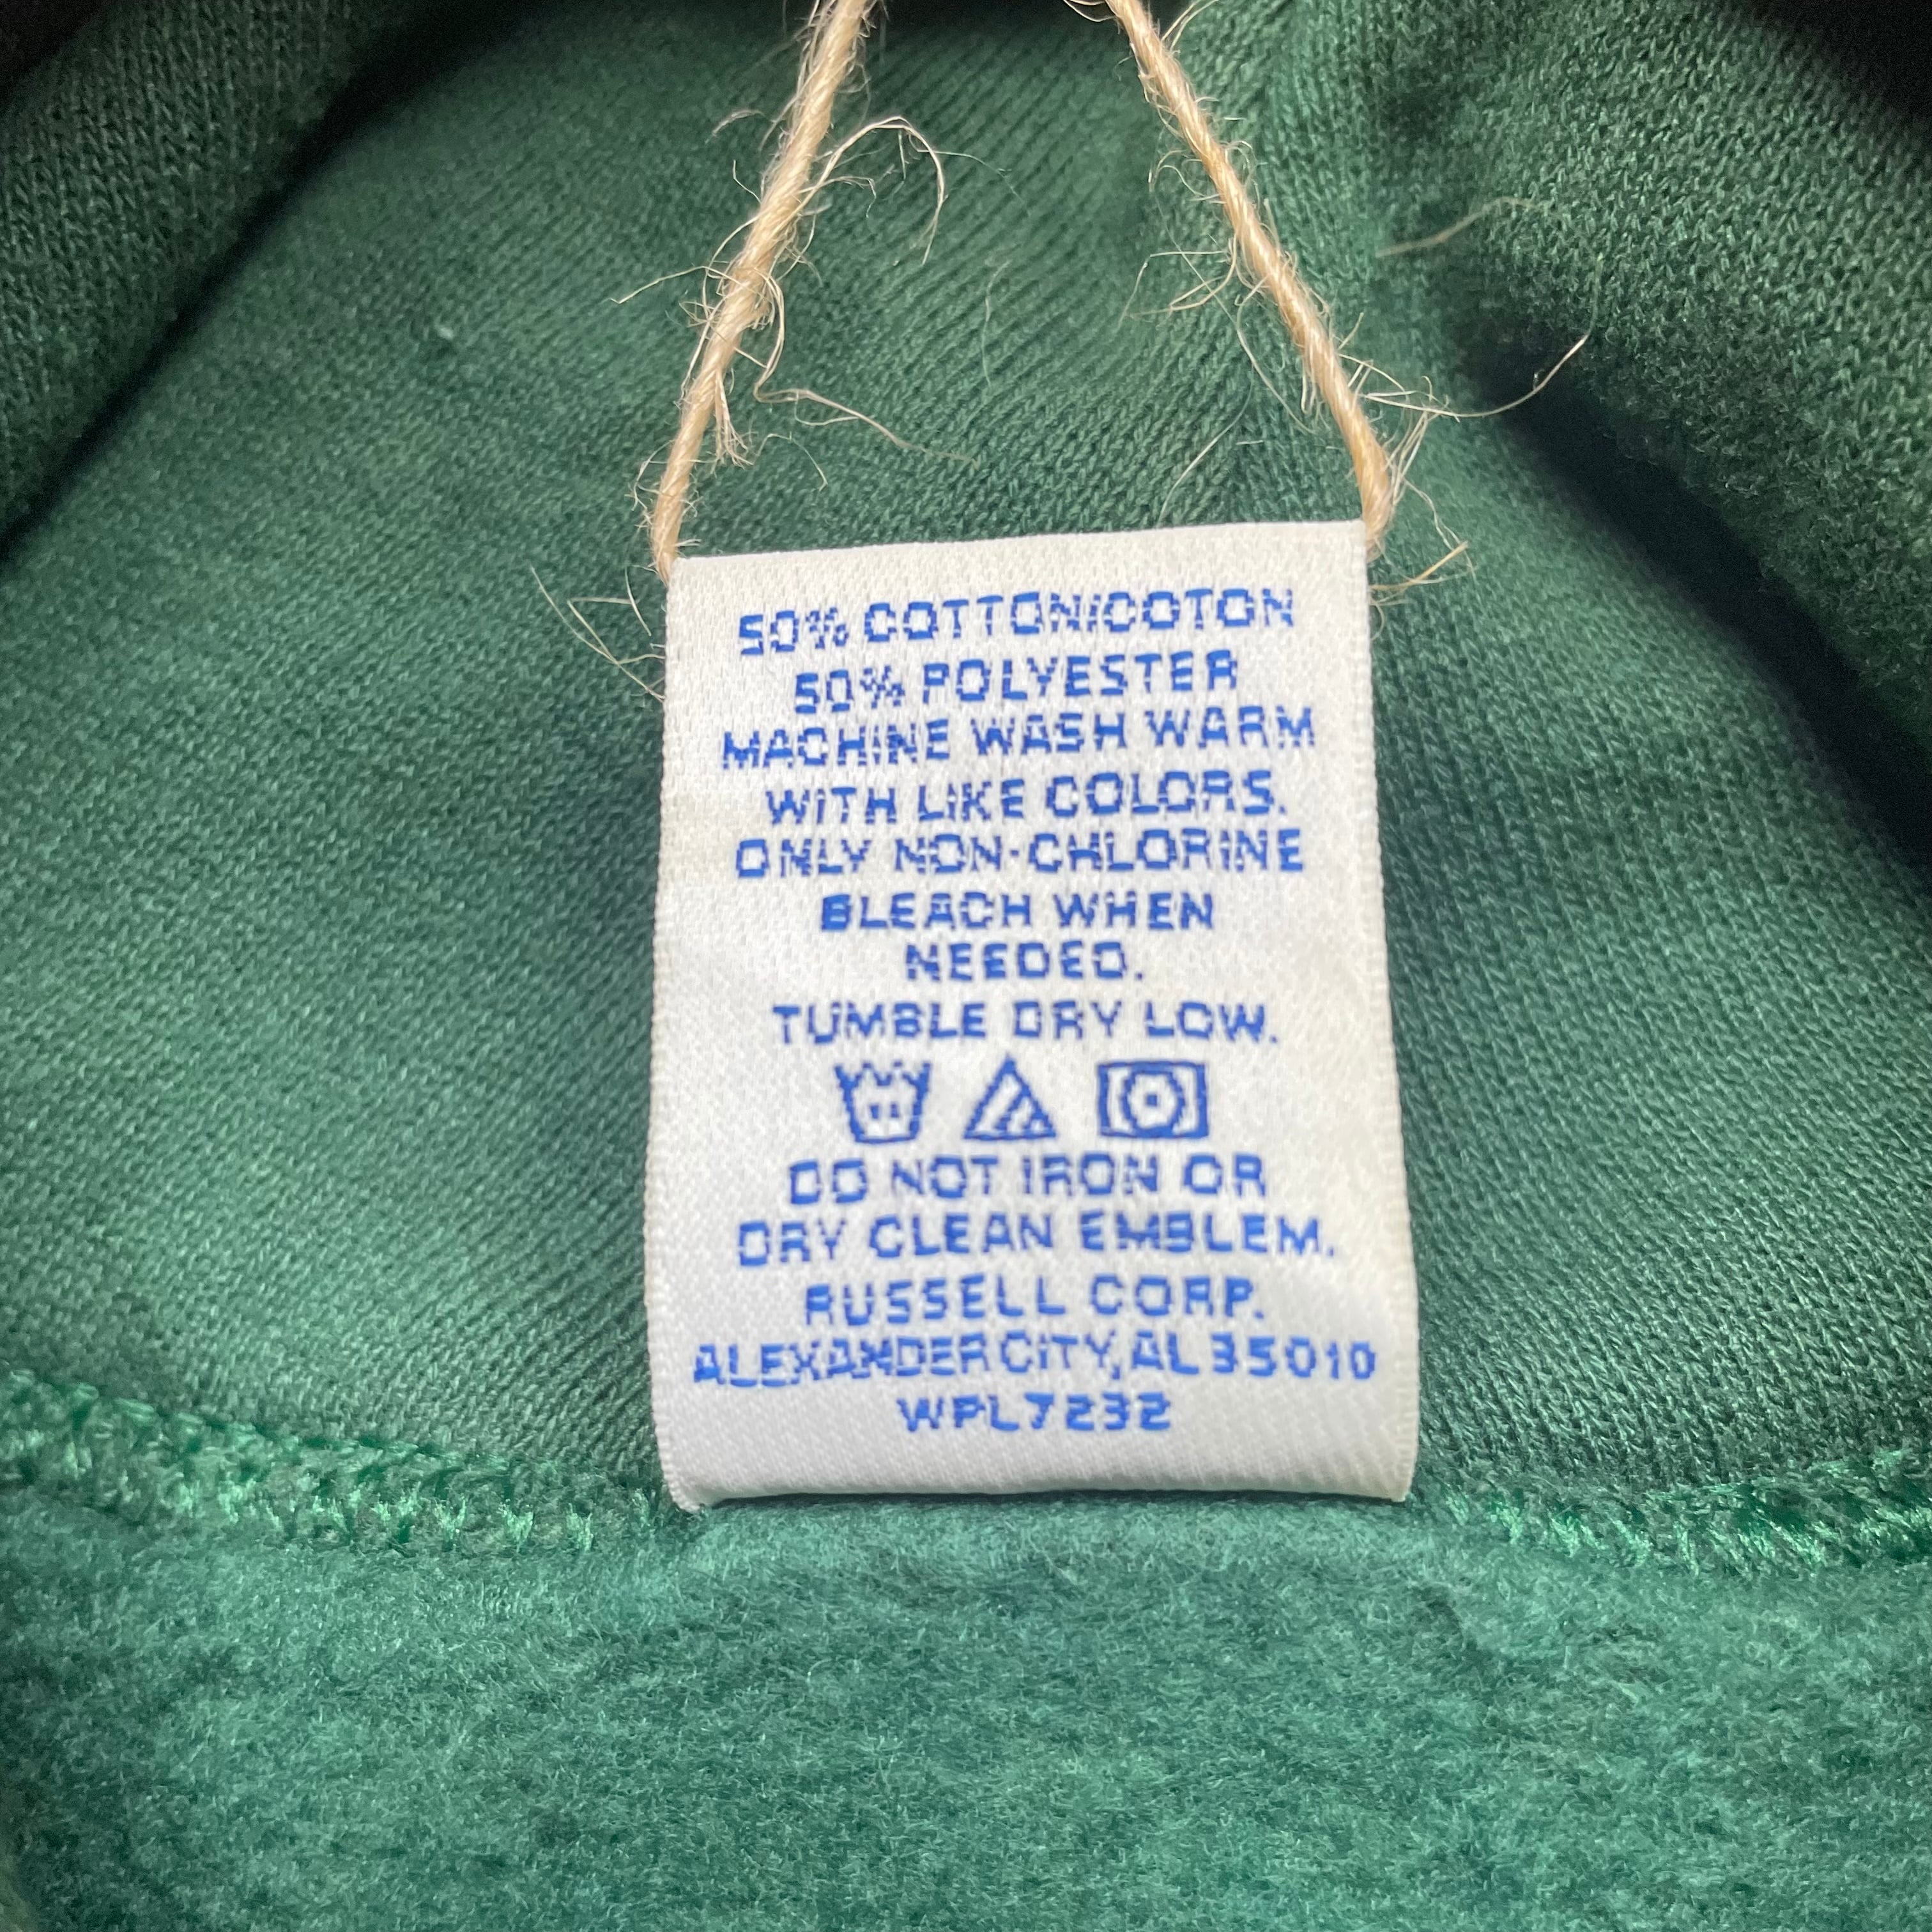 50% COTTON/COTON
50% POLYESTER
MACHINE WASH WARM
WITH LIKE COLORS.
ONLY NON-CHLORINE
BLEACH WHEN
NEEDED.
TUMBLE DRY LOW.
DO NOT IRON OR
DRY CLEAN EMBLEM.
RUSSELL CORP.
ALEXANDER CITY, AL 35010
WPL7232